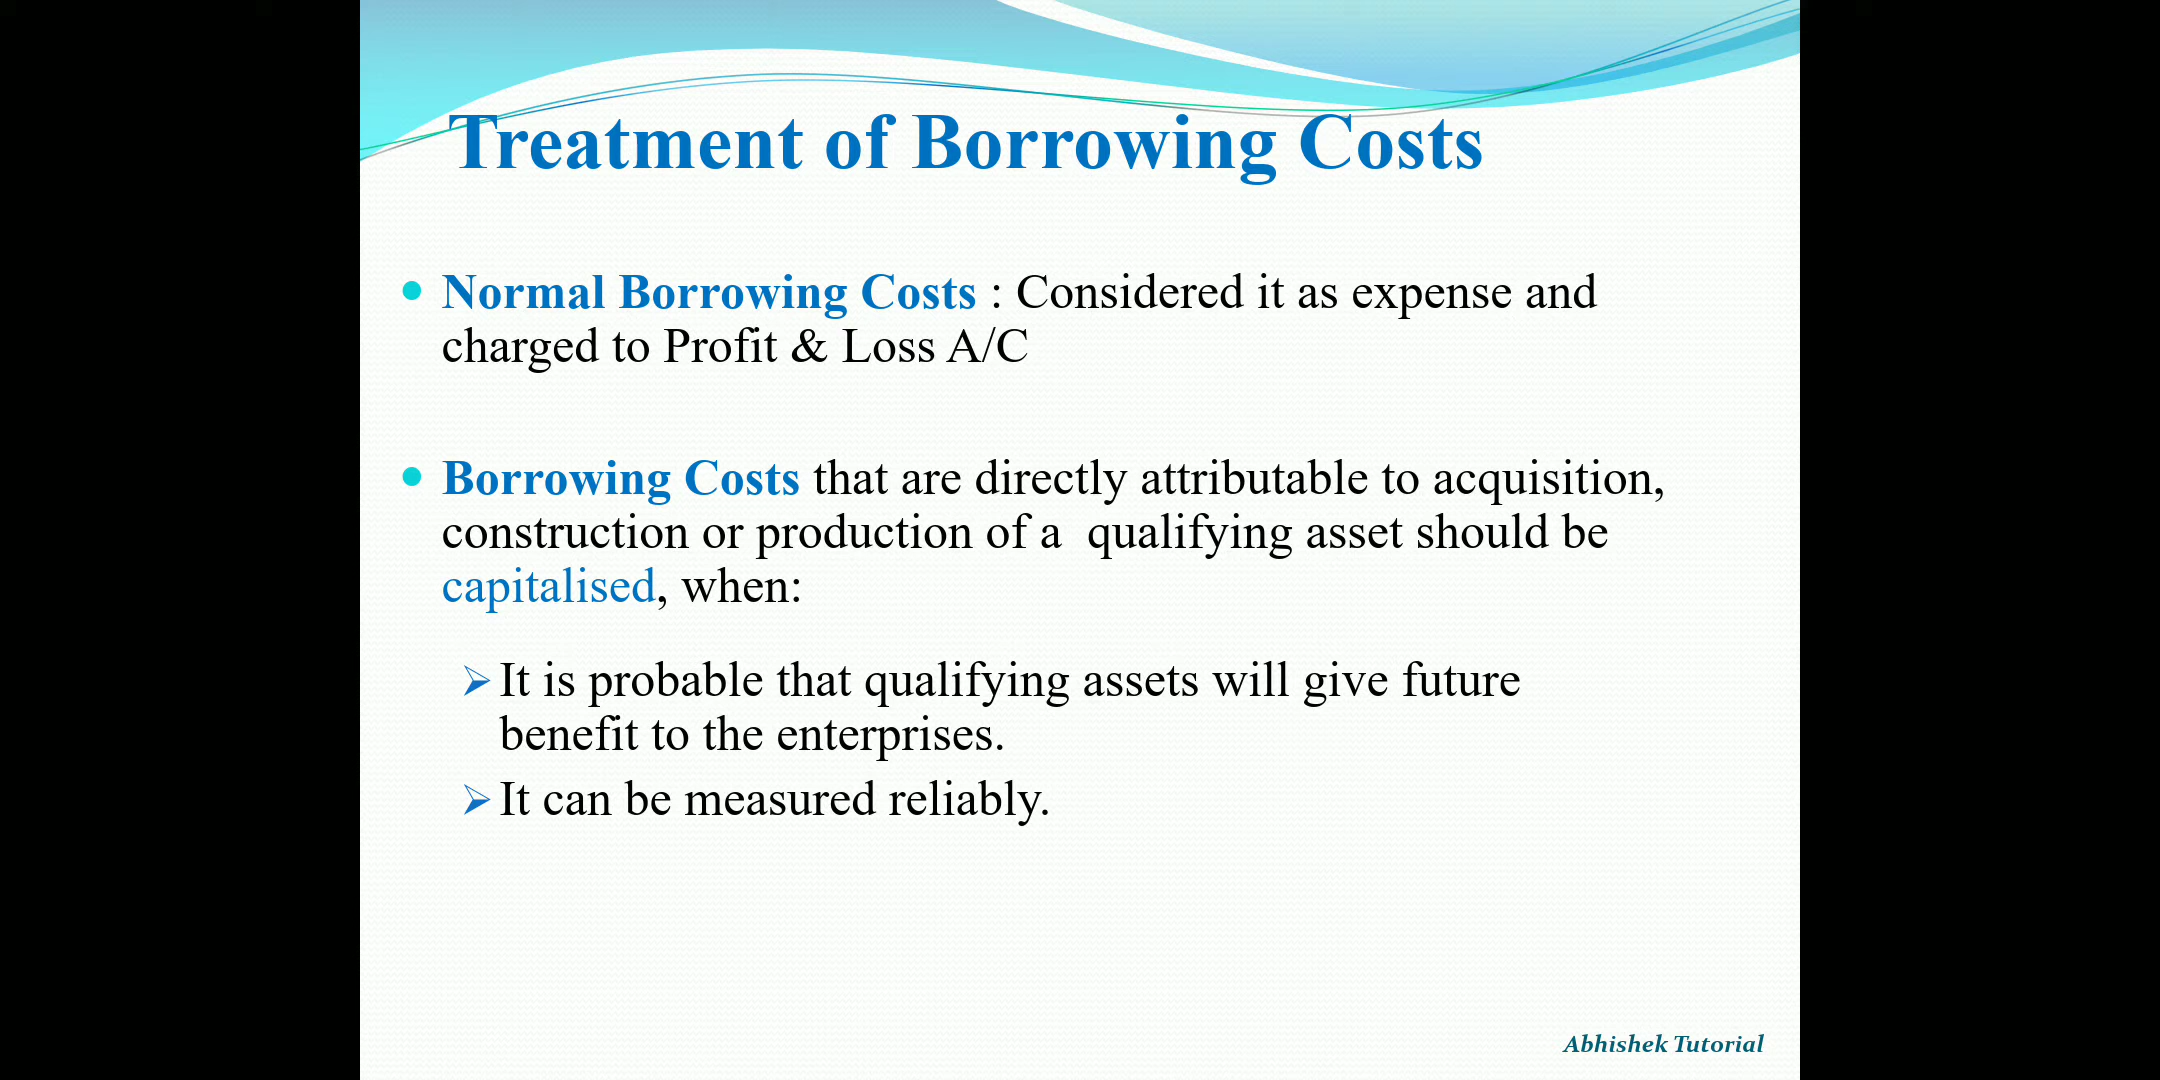 Treatment of Borrowing Costs
Normal Borrowing Costs : Considered it as expense and
charged to Profit & Loss A/C
Borrowing Costs that are directly attributable to acquisition,
construction or production of a  qualifying asset should be
capitalised, when:
It is probable that qualifying assets will give future
benefit to the enterprises.
It can be measured reliably.
Abhishek Tutorial